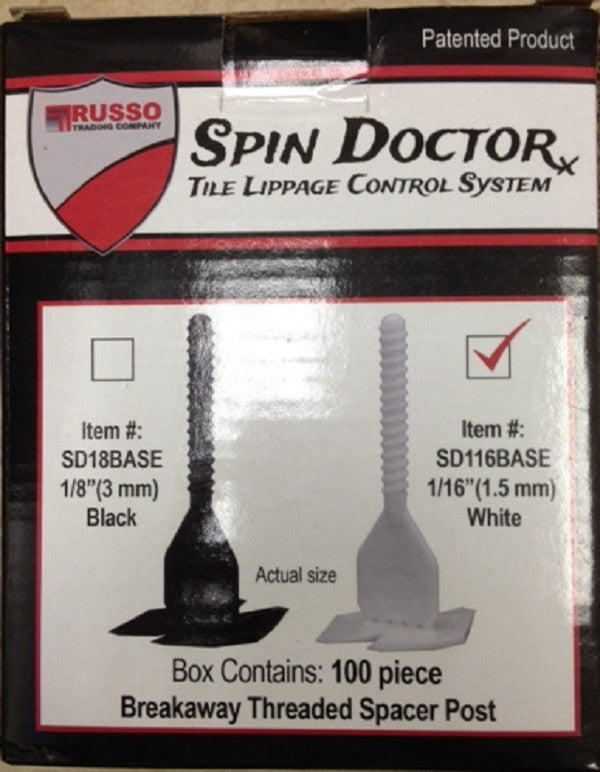 Patented Product
RUSSO
TRADING COMPANY
SPIN DOCTORx
TILE LIPPAGE CONTROL SYSTEM
Item #:
SD18BASE
1/8"(3 mm)
Black
Item #:
SD116BASE
1/16"(1.5 mm)
White
Actual size
Box Contains: 100 piece
Breakaway Threaded Spacer Post